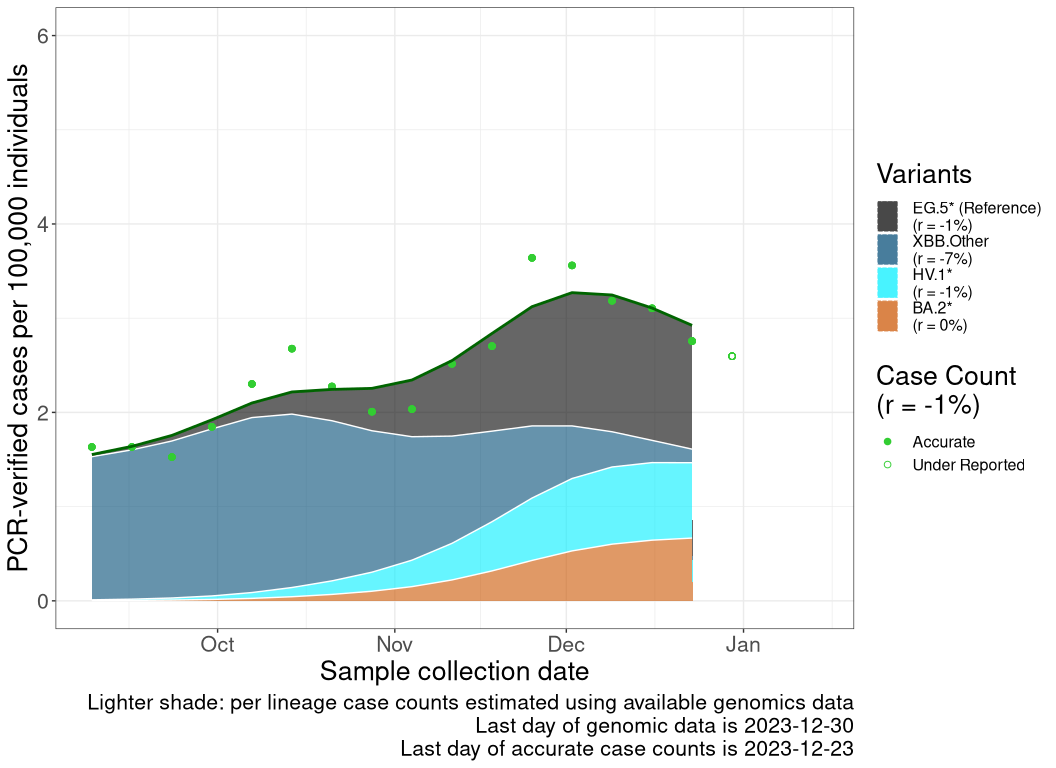 PCR-verified cases per 100,000 individuals
6
4
2
0
Oct
Nov
Dec
Jan
Sample collection date
Variants
EG.5* (Reference)
(r = -1%)
XBB.Other
(r = -7%)
HV.1*
(r = -1%)
BA.2*
(r = 0%)
Case Count
(r = -1%)
Accurate
Under Reported
Lighter shade: per lineage case counts estimated using available genomics data
Last day of genomic data is 2023-12-30
Last day of accurate case counts is 2023-12-23